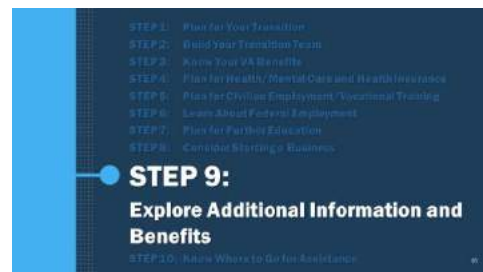 STEP 1: Plan for Your Transition
STEP 2: Build Your Transition Team
STEP 3: Know Your VA Benefits
STEP 4: Plan for Health/Mental Care and Health Insurance
STEP 5: Plan for Civilian Employment/Vocational Training
STEP 6: Learn About Federal Employment
STEP 7: Plan for Further Education
STEP 8: Consider Starting a Business
STEP 9:
Explore Additional Information and
Benefits
STEP 10: Know Where to Go for Assistance